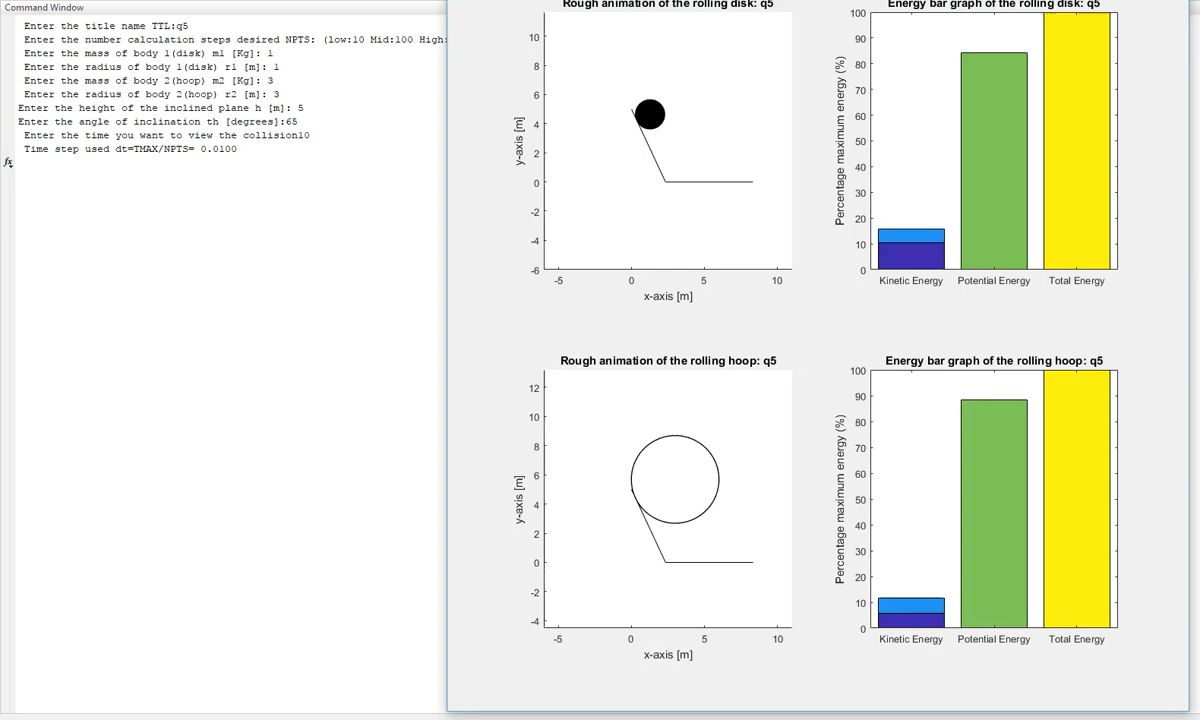 Command Window
Enter the title name TTL:q5
Enter the number calculation steps desired NPTS: (low:10 Mid:100 High:
Enter the mass of body 1(disk) m1 [Kg]: 1
Enter the radius of body 1(disk) r1 [m]: 1
Enter the mass of body 2(hoop) m2 [Kg]: 3
Enter the radius of body 2(hoop) r2 [m]: 3
Enter the height of the inclined plane h [m]: 5
Enter the angle of inclination th [degrees]:65
Enter the time you want to view the collision10
Time step used dt=TMAX/NPTS= 0.0100
fx
Rough animation of the rolling disk: q5
10
8
6
4
2
0
-2
-4
-6
y-axis [m]
-5 0 5 10
x-axis [m]
Energy bar graph of the rolling disk: q5
100
90
80
70
60
50
40
30
20
10
0
Percentage maximum energy (%)
Kinetic Energy Potential Energy Total Energy
Rough animation of the rolling hoop: q5
12
10
8
6
4
2
0
-2
-4
y-axis [m]
-5 0 5 10
x-axis [m]
Energy bar graph of the rolling hoop: q5
100
90
80
70
60
50
40
30
20
10
0
Percentage maximum energy (%)
Kinetic Energy Potential Energy Total Energy